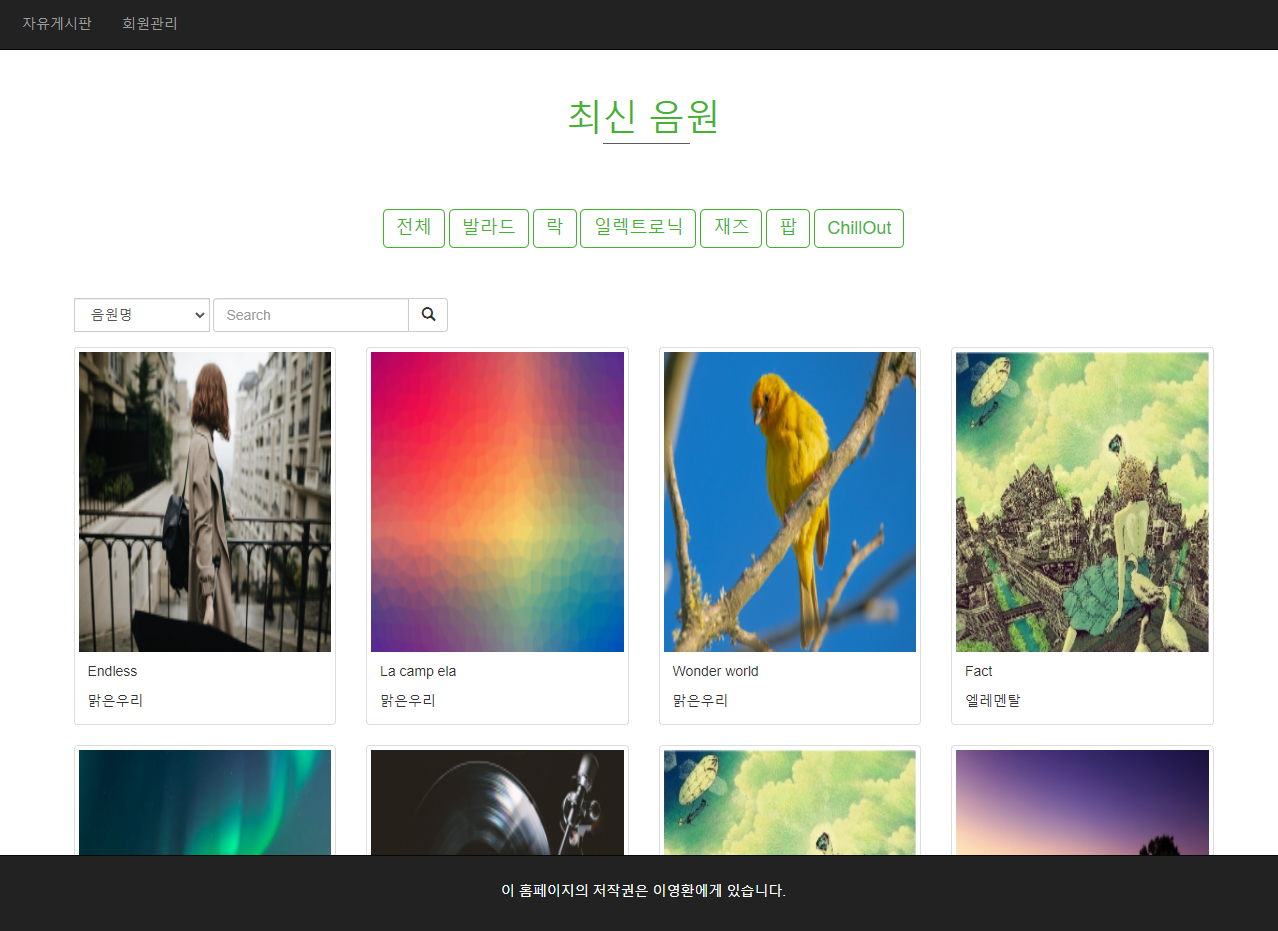 자유게시판 회원관리
최신 음원
전체 발라드 락 일렉트로닉 재즈 팝 ChillOut
음원명 Search
Endless La camp ela Wonder world Fact
맑은우리 맑은우리 맑은우리 엘레멘탈
이 홈페이지의 저작권은 이영환에게 있습니다.